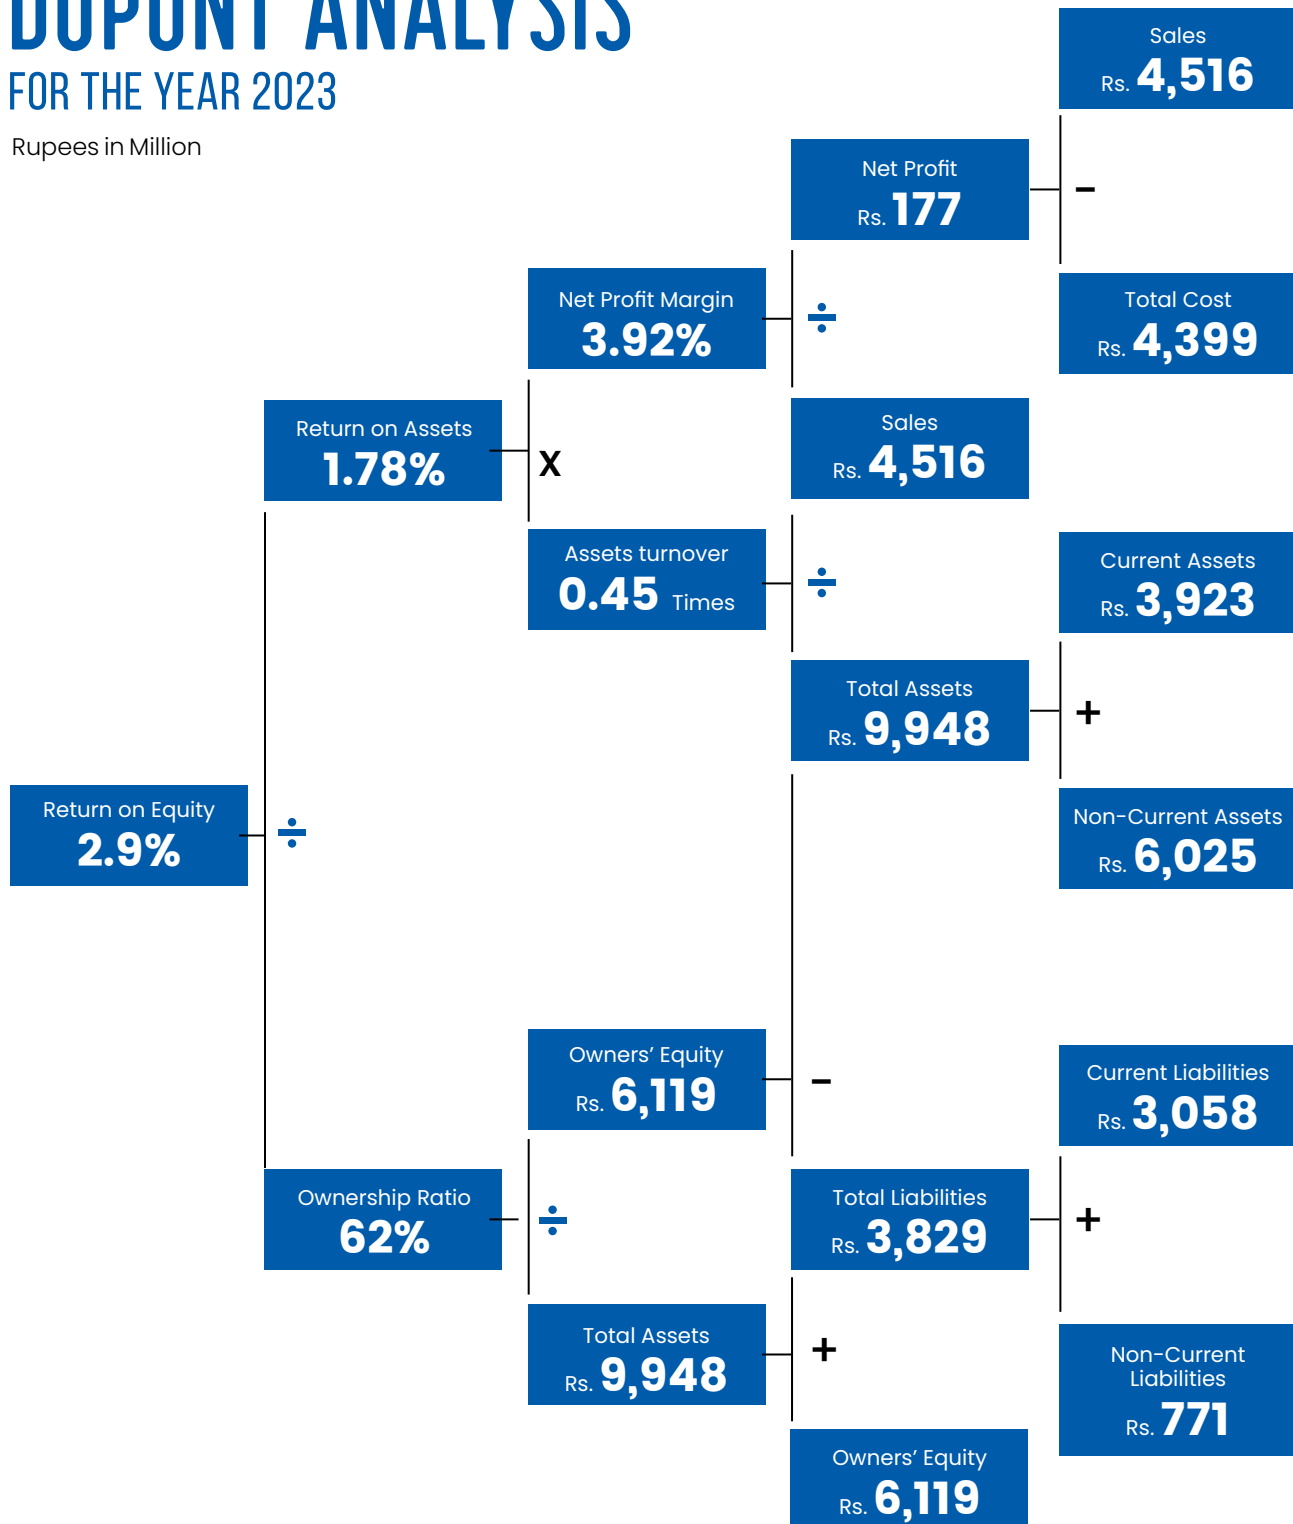 DUPONT ANALYSIS
FOR THE YEAR 2023
Rupees in Million
Sales
Rs. 4,516
−
Net Profit
Rs. 177
Total Cost
Rs. 4,399
Net Profit Margin
3.92%
÷
Sales
Rs. 4,516
Return on Assets
1.78%
x
Assets turnover
0.45 Times
÷
Current Assets
Rs. 3,923
Total Assets
Rs. 9,948
+
Non-Current Assets
Rs. 6,025
Return on Equity
2.9%
÷
Owners’ Equity
Rs. 6,119
−
Current Liabilities
Rs. 3,058
Ownership Ratio
62%
÷
Total Liabilities
Rs. 3,829
+
Total Assets
Rs. 9,948
+
Non-Current
Liabilities
Rs. 771
Owners’ Equity
Rs. 6,119